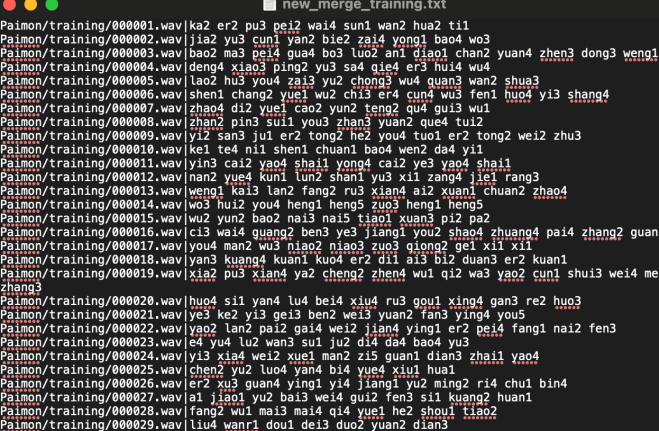 new_merge_training.txt
Paimon/training/000001.wav|ka2 er2 pu3 pei2 wai4 sun1 wan2 hua2 ti1
Paimon/training/000002.wav|jia2 yu3 cun1 yan2 bie2 zai4 yong1 bao4 wo3
Paimon/training/000003.wav|bao2 ma3 pei4 gua4 bo3 luo2 an1 diao1 chan2 yuan4 zhen3 dong3 weng1
Paimon/training/000004.wav|deng4 xiao3 ping2 yu3 sa4 qie4 er3 hui4 wu4
Paimon/training/000005.wav|lao2 hu3 you4 zai3 yu2 chong3 wu4 quan3 wan2 shua3
Paimon/training/000006.wav|shen1 chang2 yue1 wu2 chi3 er4 cun4 wu3 fen1 huo4 yi3 shang4
Paimon/training/000007.wav|zhao4 di2 yue1 cao2 yun2 teng2 qu4 gui3 wu1
Paimon/training/000008.wav|zhan2 pin3 sui1 you3 zhan3 yuan2 que4 tui2
Paimon/training/000009.wav|yi2 san3 ju1 er2 tong2 he2 you4 tuo1 er2 tong2 wei2 zhu3
Paimon/training/000010.wav|ke1 te4 ni1 shen1 chuan1 bao4 wen2 da4 yi1
Paimon/training/000011.wav|yin3 cai2 yao4 shai1 yong4 cai2 ye3 yao4 shai1
Paimon/training/000012.wav|nan2 yue4 kun1 lun2 shan1 yu3 xi1 zang4 jie1 rang3
Paimon/training/000013.wav|weng1 kai3 lan2 fang2 ru3 xian4 ai2 xuan1 chuan2 zhao4
Paimon/training/000014.wav|wo3 hui2 you4 heng1 heng5 zuo3 heng1 heng5
Paimon/training/000015.wav|wu2 yun2 bao2 nai3 nai5 tiao1 xuan3 pi2 pa2
Paimon/training/000016.wav|ci3 wai4 guang2 ben3 ye3 jiang1 you2 shao4 zhuang4 pai4 zhang2 guan
Paimon/training/000017.wav|you4 man2 wu3 niao2 niao3 zuo3 qiong2 ge1 xi1 xi1
Paimon/training/000018.wav|yan3 kuang4 kuan1 kuo4 er2 di1 ai3 bi2 duan3 er2 kuan1
Paimon/training/000019.wav|xia2 pu3 xian4 ya2 cheng2 zhen4 wu1 qi2 wa3 yao2 cun1 shui3 wei4 me
zhang3
Paimon/training/000020.wav|huo4 si1 yan4 lu4 bei4 xiu4 ru3 gou1 xing4 gan3 re2 huo3
Paimon/training/000021.wav|ye3 ke2 yi3 gei3 ben2 wei3 yuan2 fan3 ying4 you5
Paimon/training/000022.wav|yao2 lan2 pai2 gai4 wei2 jian4 ying1 er2 pei4 fang1 nai2 fen3
Paimon/training/000023.wav|e4 yu4 lu2 wan3 su1 ju2 di4 da4 bao4 yu3
Paimon/training/000024.wav|yi3 xia4 wei2 xue1 man2 zi5 guan1 dian3 zhai1 yao4
Paimon/training/000025.wav|chen2 yu2 luo4 yan4 bi4 yue4 xiu1 hua1
Paimon/training/000026.wav|er2 xu3 guan4 ying1 yi4 jiang1 yu2 ming2 ri4 chu1 bin4
Paimon/training/000027.wav|a1 jiao1 yu2 bai3 wei4 gui2 fen3 si1 kuang2 huan1
Paimon/training/000028.wav|fang2 wu1 mai3 mai4 qi4 yue1 he2 shou1 tiao2
Paimon/training/000029.wav|liu4 wanr1 dou1 dei3 duo2 yuan2 dian3